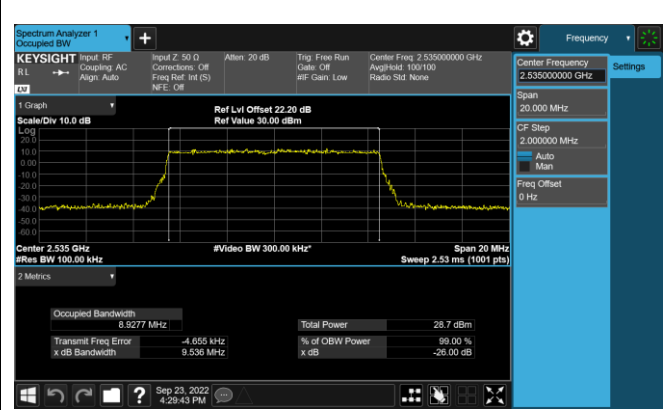 Spectrum Analyzer 1
Occupied BW
+
Frequency
KEYSIGHT
RL
LXI
Input: RF
Coupling: AC
Align: Auto
Input Z: 50 Ω
Corrections: Off
Freq Ref: Int (S)
NFE: Off
Atten: 20 dB
Trig: Free Run
Gate: Off
#IF Gain: Low
Center Freq: 2.535000000 GHz
Avg|Hold: 100/100
Radio Std: None
Center Frequency
2.535000000 GHz
Settings
Span
20.000 MHz
CF Step
2.000000 MHz
Auto
Man
Freq Offset
0 Hz
1 Graph
Scale/Div 10.0 dB
Ref Lvl Offset 22.20 dB
Ref Value 30.00 dBm
Log
20.0
10.0
0.00
-10.0
-20.0
-30.0
-40.0
-50.0
-60.0
Center 2.535 GHz
#Video BW 300.00 kHz*
Span 20 MHz
#Res BW 100.00 kHz
Sweep 2.53 ms (1001 pts)
2 Metrics
Occupied Bandwidth
8.9277 MHz
Total Power 28.7 dBm
Transmit Freq Error -4.655 kHz
% of OBW Power 99.00 %
x dB Bandwidth 9.536 MHz
x dB -26.00 dB
?
Sep 23, 2022
4:29:43 PM